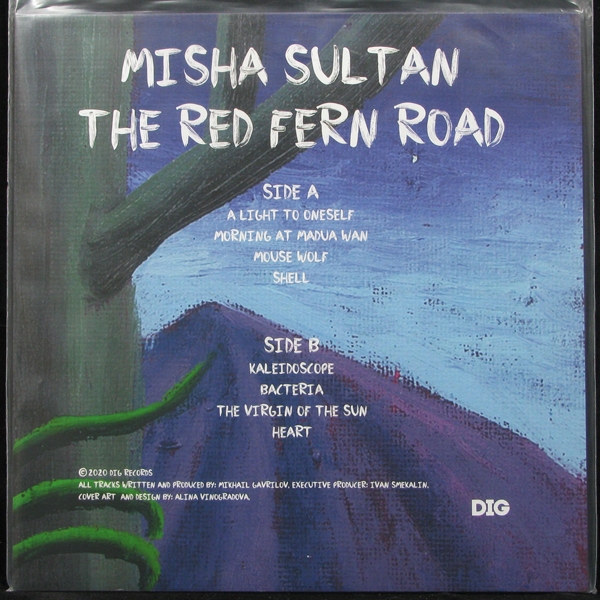 MISHA SULTAN
THE RED FERN ROAD
SIDE A
A LIGHT TO ONESELF
MORNING AT MADUA WAN
MOUSE WOLF
SHELL
SIDE B
KALEIDOSCOPE
BACTERIA
THE VIRGIN OF THE SUN
HEART
© 2020 DIG RECORDS
ALL TRACKS WRITTEN AND PRODUCED BY: MIKHAIL GAVRILOV. EXECUTIVE PRODUCER: IVAN SMEKALIN.
COVER ART AND DESIGN BY: ALINA VINOGRADOVA
DIG